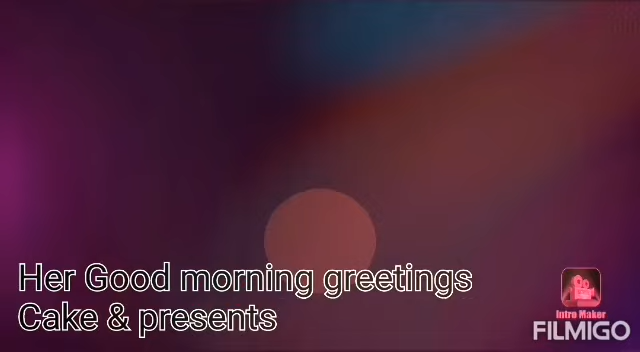 Her Good morning greetings
Cake & presents
Intro Maker
FILMIGO